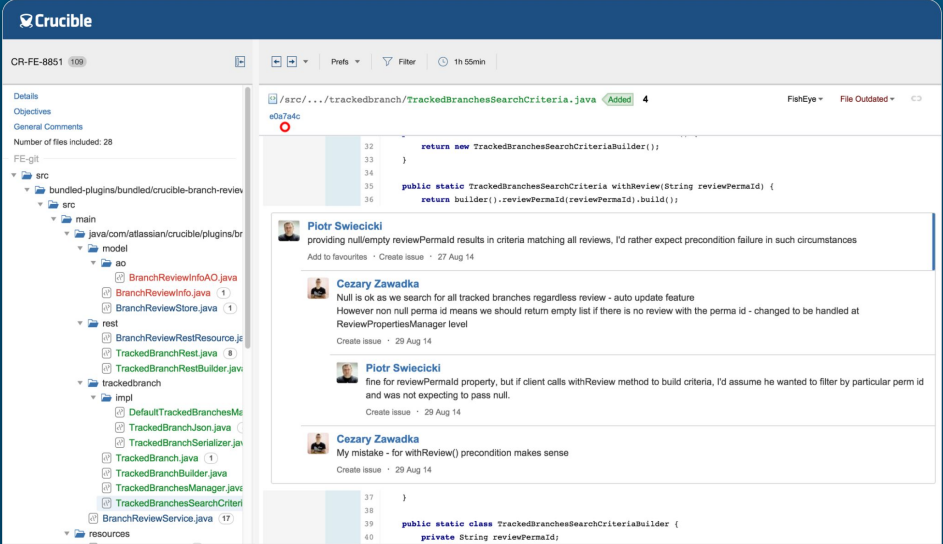 Crucible
CR-FE-8851 109
Prefs
Filter
1h 55min
Details
Objectives
General Comments
Number of files included: 28
FE-git
src
bundled-plugins/bundled/crucible-branch-review
src
main
java/com/atlassian/crucible/plugins/br
model
ao
BranchReviewInfoAO.java
BranchReviewInfo.java 1
BranchReviewStore.java 1
rest
BranchReviewRestResource.ja
TrackedBranchRest.java 8
TrackedBranchRestBuilder.java
trackedbranch
impl
DefaultTrackedBranchesMa
TrackedBranchJson.java
TrackedBranchSerializer.jav
TrackedBranch.java 1
TrackedBranchBuilder.java
TrackedBranchesManager.java
TrackedBranchesSearchCriteri
BranchReviewService.java 17
resources
/src/.../trackedbranch/TrackedBranchesSearchCriteria.java Added 4
FishEye
File Outdated
e0a7a4c
32 return new TrackedBranchesSearchCriteriaBuilder();
33 }
34
35 public static TrackedBranchesSearchCriteria withReview(String reviewPermaId) {
36 return builder().reviewPermaId(reviewPermaId).build();
Piotr Swiecicki
providing null/empty reviewPermaId results in criteria matching all reviews, I'd rather expect precondition failure in such circumstances
Add to favourites · Create issue · 27 Aug 14
Cezary Zawadka
Null is ok as we search for all tracked branches regardless review - auto update feature
However non null perma id means we should return empty list if there is no review with the perma id - changed to be handled at
ReviewPropertiesManager level
Create issue · 29 Aug 14
Piotr Swiecicki
fine for reviewPermaId property, but if client calls withReview method to build criteria, I'd assume he wanted to filter by particular perm id
and was not expecting to pass null.
Create issue · 29 Aug 14
Cezary Zawadka
My mistake - for withReview() precondition makes sense
Create issue · 29 Aug 14
37 }
38
39 public static class TrackedBranchesSearchCriteriaBuilder {
40 private String reviewPermaId;